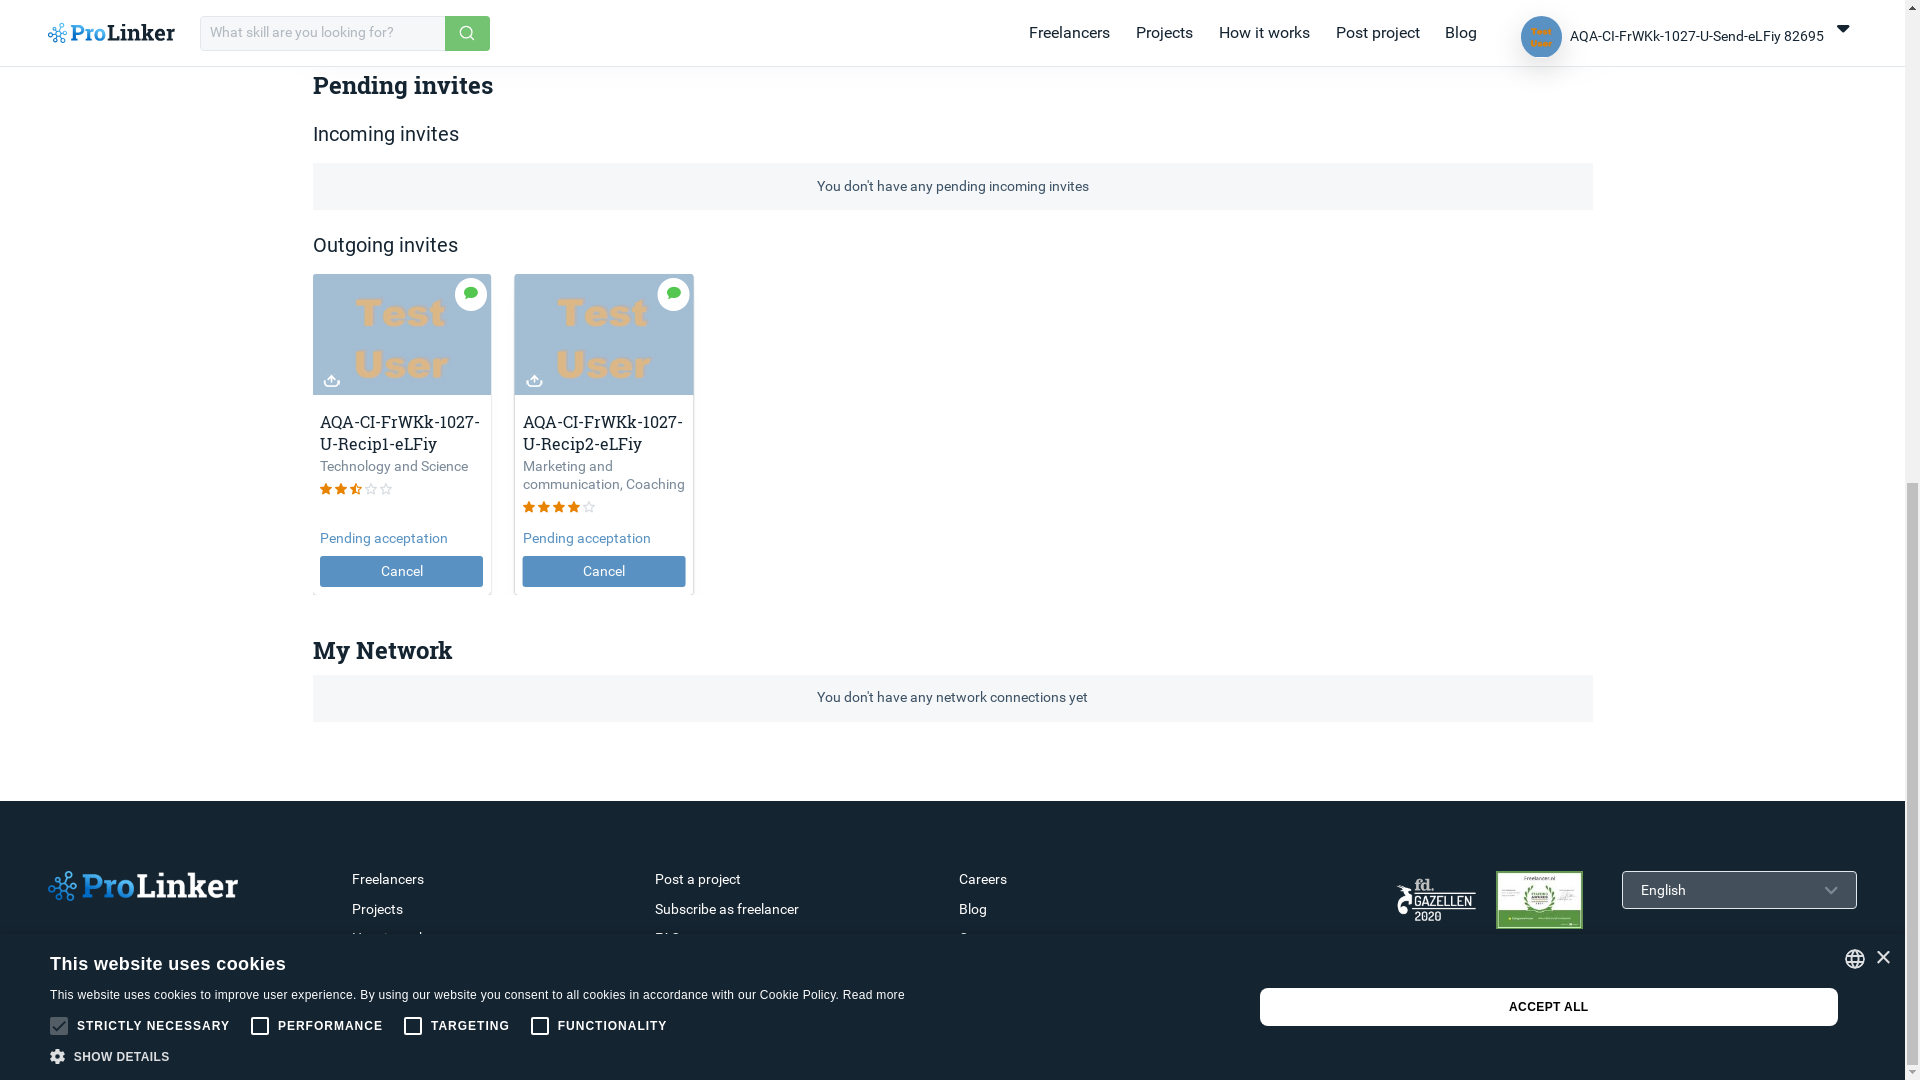 ProLinker
What skill are you looking for?
Freelancers Projects How it works Post project Blog
Test User
AQA-CI-FrWKk-1027-U-Send-eLFiy 82695
Pending invites
Incoming invites
You don't have any pending incoming invites
Outgoing invites
Test
User
AQA-CI-FrWKk-1027-
U-Recip1-eLFiy
Technology and Science
Pending acceptation
Cancel
Test
User
AQA-CI-FrWKk-1027-
U-Recip2-eLFiy
Marketing and
communication, Coaching
Pending acceptation
Cancel
My Network
You don't have any network connections yet
ProLinker
Freelancers
Projects
Post a project
Subscribe as freelancer
Careers
Blog
fd.
GAZELLEN
2020
Freelancer.nl
English
This website uses cookies
This website uses cookies to improve user experience. By using our website you consent to all cookies in accordance with our Cookie Policy. Read more
STRICTLY NECESSARY PERFORMANCE TARGETING FUNCTIONALITY
SHOW DETAILS
ACCEPT ALL